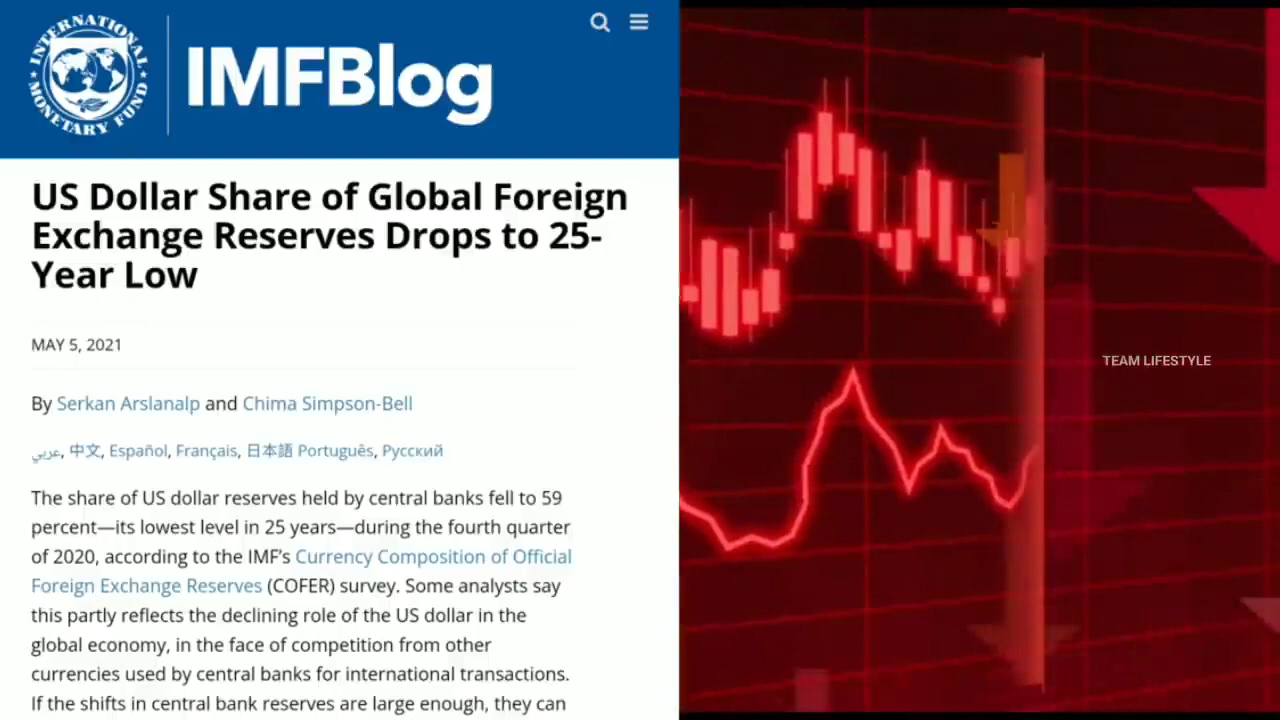 INTERNATIONAL MONETARY FUND
IMFBlog
US Dollar Share of Global Foreign
Exchange Reserves Drops to 25-
Year Low
MAY 5, 2021
By Serkan Arslanalp and Chima Simpson-Bell
عربي, 中文, Español, Français, 日本語 Português, Русский
The share of US dollar reserves held by central banks fell to 59
percent—its lowest level in 25 years—during the fourth quarter
of 2020, according to the IMF’s Currency Composition of Official
Foreign Exchange Reserves (COFER) survey. Some analysts say
this partly reflects the declining role of the US dollar in the
global economy, in the face of competition from other
currencies used by central banks for international transactions.
If the shifts in central bank reserves are large enough, they can
TEAM LIFESTYLE